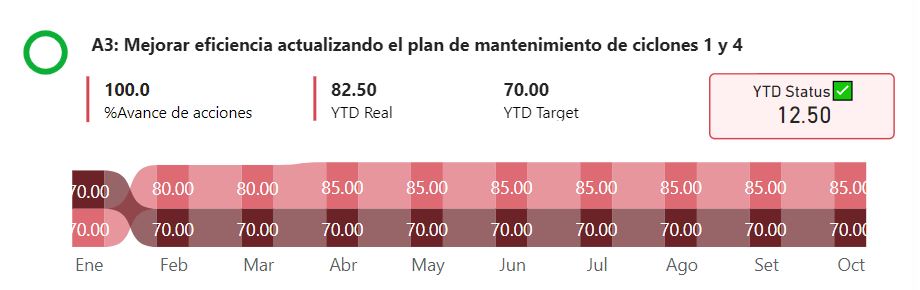 A3: Mejorar eficiencia actualizando el plan de mantenimiento de ciclones 1 y 4
100.0
%Avance de acciones
82.50
YTD Real
70.00
YTD Target
YTD Status✅
12.50
70.00 80.00 80.00 85.00 85.00 85.00 85.00 85.00 85.00 85.00
70.00 70.00 70.00 70.00 70.00 70.00 70.00 70.00 70.00 70.00
Ene Feb Mar Abr May Jun Jul Ago Set Oct